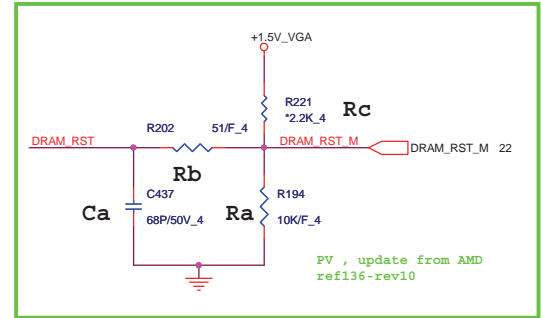 +1.5V_VGA
R221
*2.2K_4
Rc
R202
51/F_4
DRAM_RST
DRAM_RST_M
DRAM_RST_M 22
Rb
C437
68P/50V_4
Ca
Ra
R194
10K/F_4
PV , update from AMD
ref136-rev10